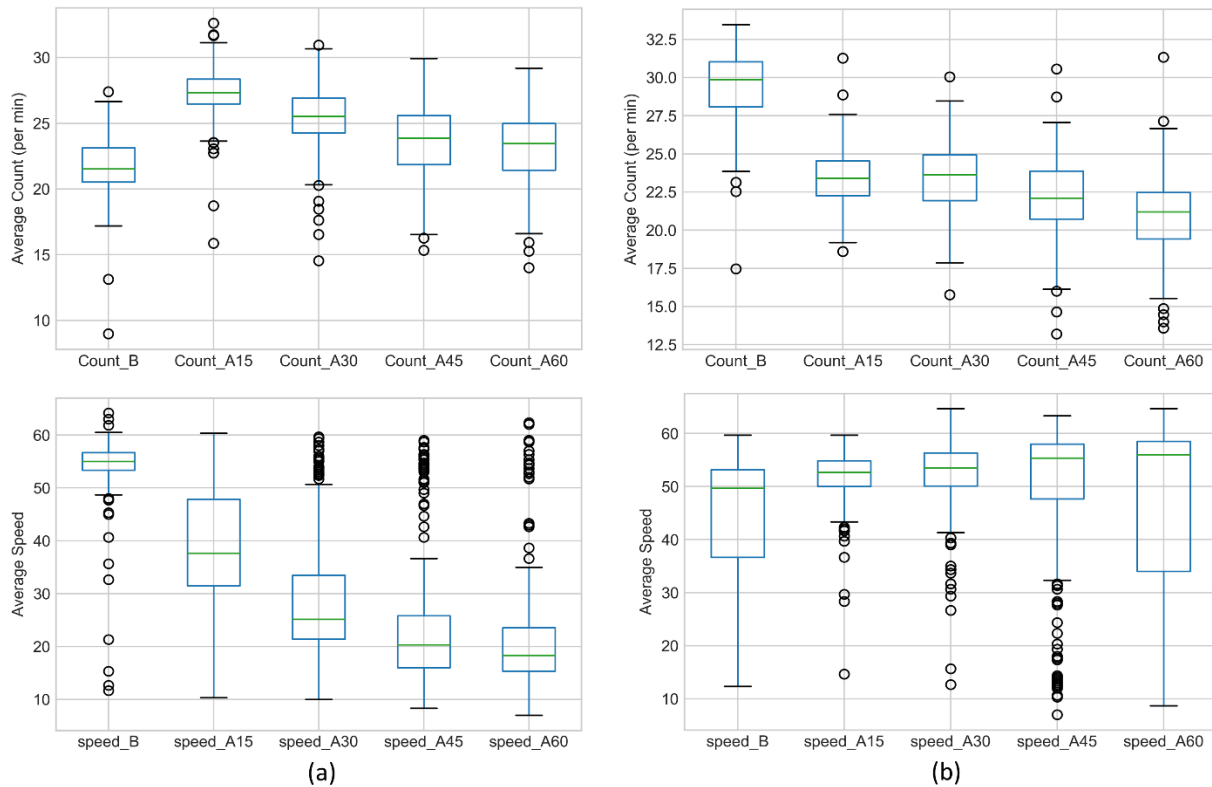 Average Count (per min)
30
25
20
15
10
Count_B Count_A15 Count_A30 Count_A45 Count_A60
Average Count (per min)
32.5
30.0
27.5
25.0
22.5
20.0
17.5
15.0
12.5
Count_B Count_A15 Count_A30 Count_A45 Count_A60
Average Speed
60
50
40
30
20
10
speed_B speed_A15 speed_A30 speed_A45 speed_A60
(a)
Average Speed
60
50
40
30
20
10
speed_B speed_A15 speed_A30 speed_A45 speed_A60
(b)